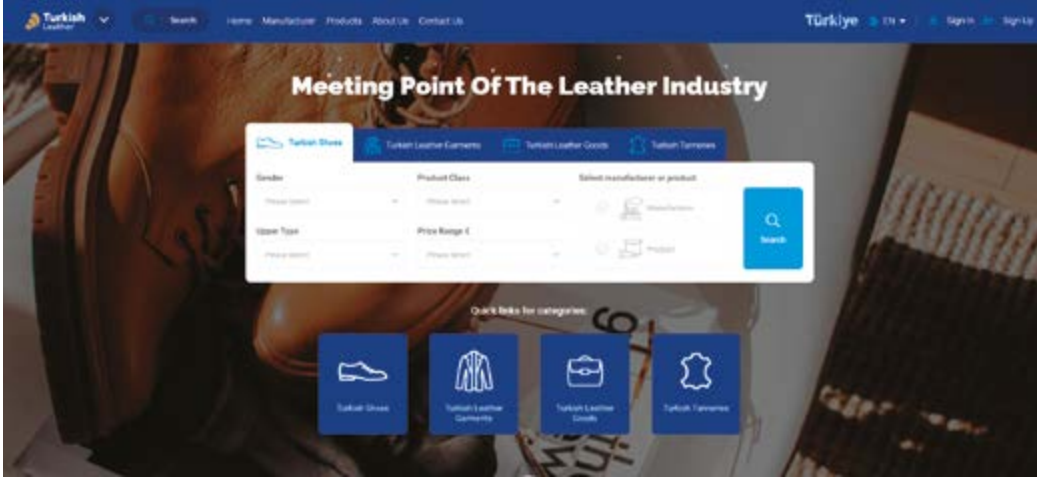 Turkish
Leather
Search
Home Manufacturer Products About Us Contact Us
Türkiye EN Sign In Sign Up
Meeting Point Of The Leather Industry
Turkish Shoes
Turkish Leather Garments
Turkish Leather Goods
Turkish Tanneries
Gender
Product Class
Select manufacturer or product
Please select
Please select
Manufacturer
Upper Type
Price Range €
Please select
Please select
Product
Search
Quick links for categories:
Turkish Shoes
Turkish Leather
Garments
Turkish Leather
Goods
Turkish Tanneries